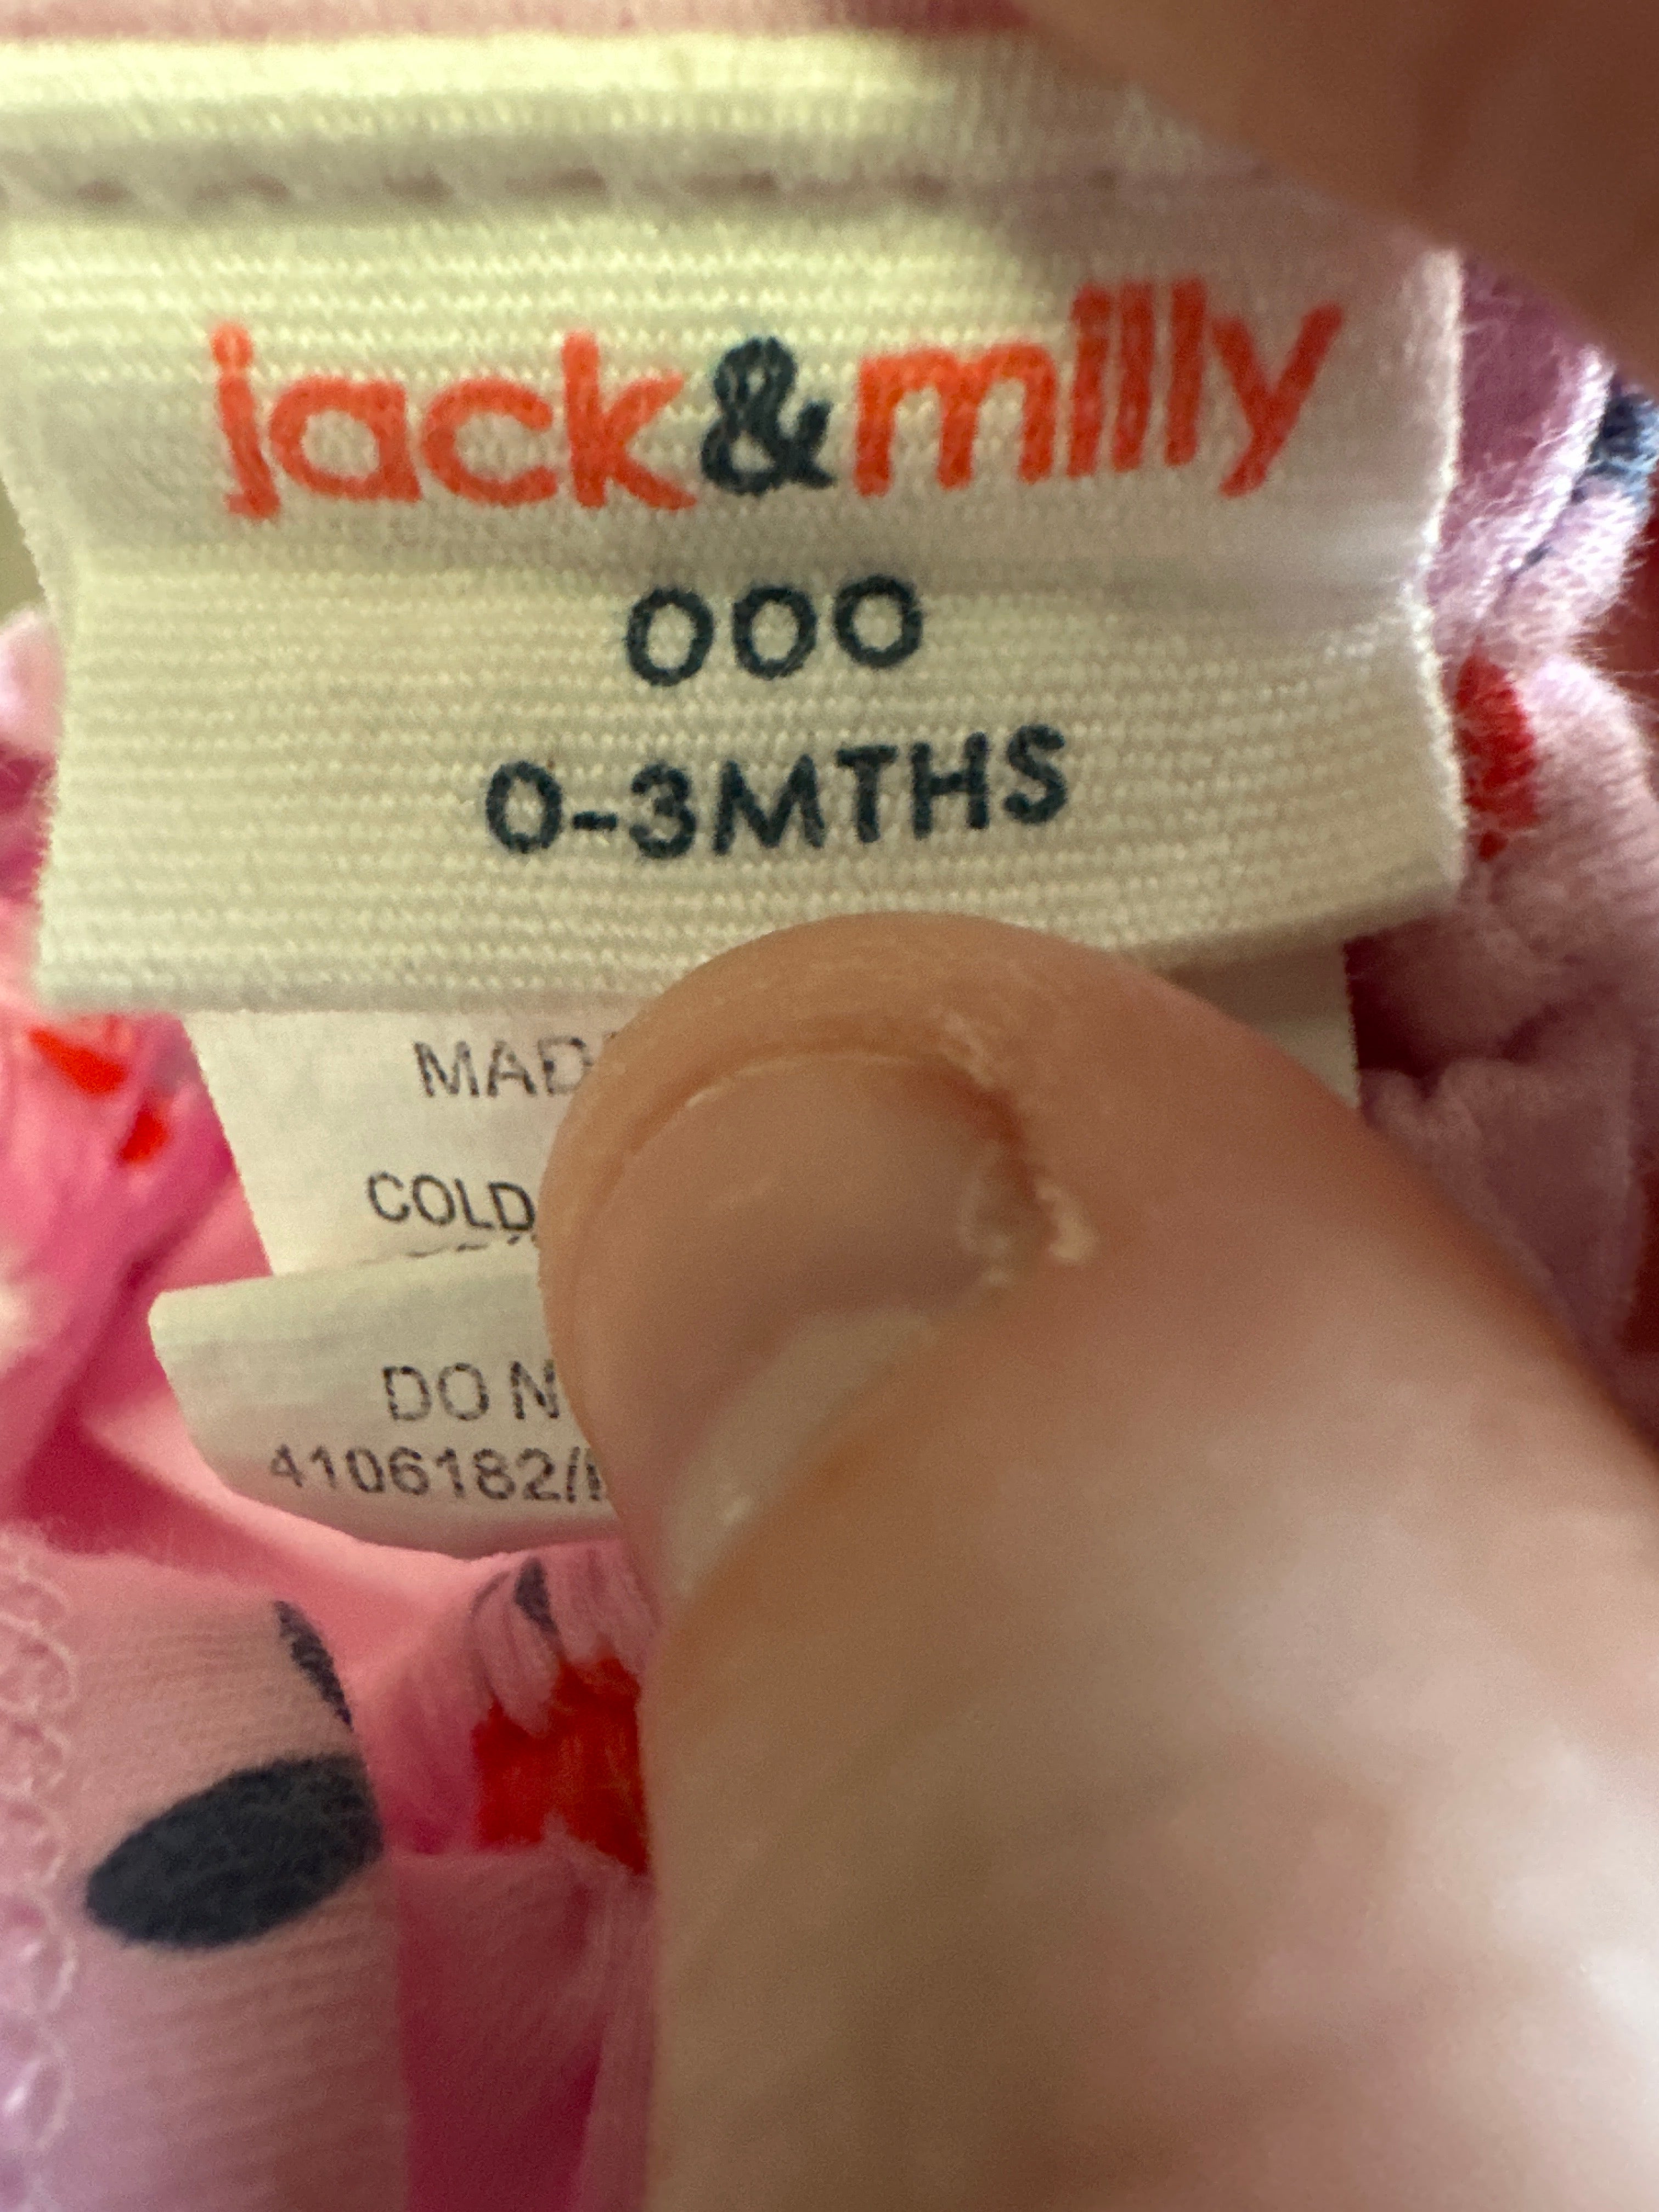 jack&milly
000
0-3MTHS
MAD
COLD
DO N
4106182/